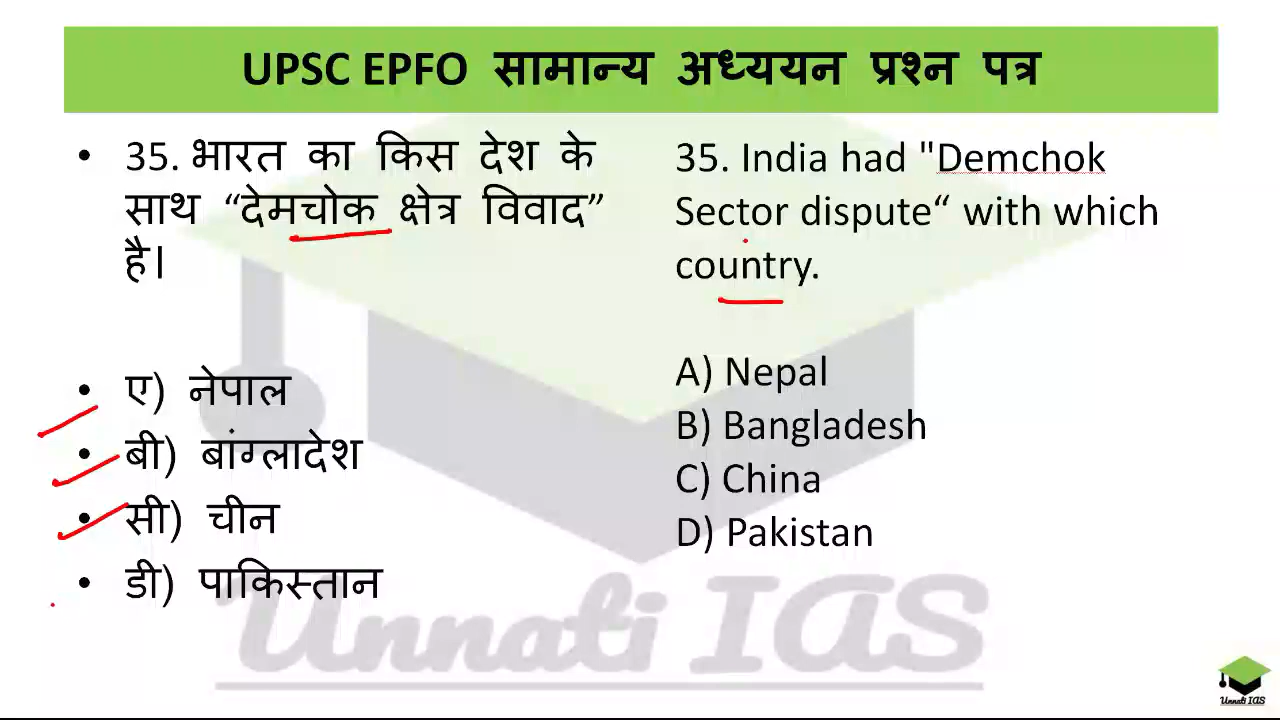 UPSC EPFO सामान्य अध्ययन प्रश्न पत्र
• 35. भारत का किस देश के
साथ “देमचोक क्षेत्र विवाद”
है।
• ए) नेपाल
• बी) बांग्लादेश
• सी) चीन
• डी) पाकिस्तान
35. India had "Demchok
Sector dispute“ with which
country.
A) Nepal
B) Bangladesh
C) China
D) Pakistan
Unnati IAS
Unnati IAS